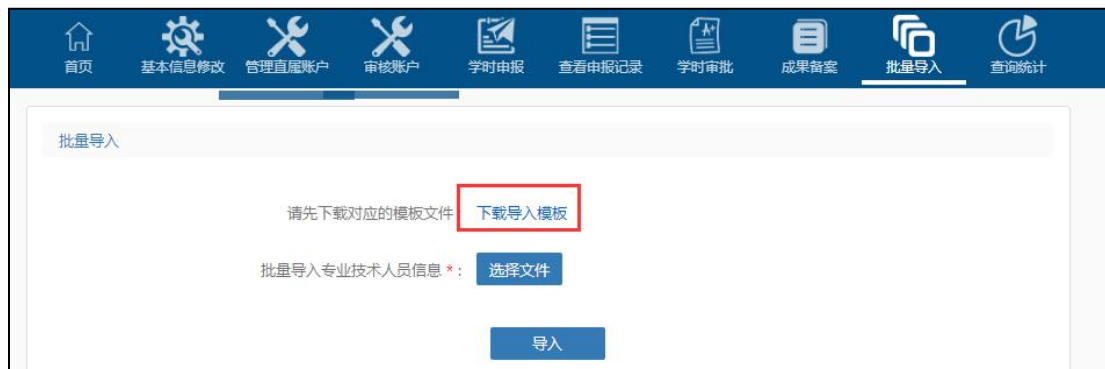 首页 基本信息修改 管理直属账户 审核账户 学时申报 查看申报记录 学时审批 成果备案 批量导入 查询统计
批量导入
请先下载对应的模板文件 下载导入模板
批量导入专业技术人员信息 * : 选择文件
导入